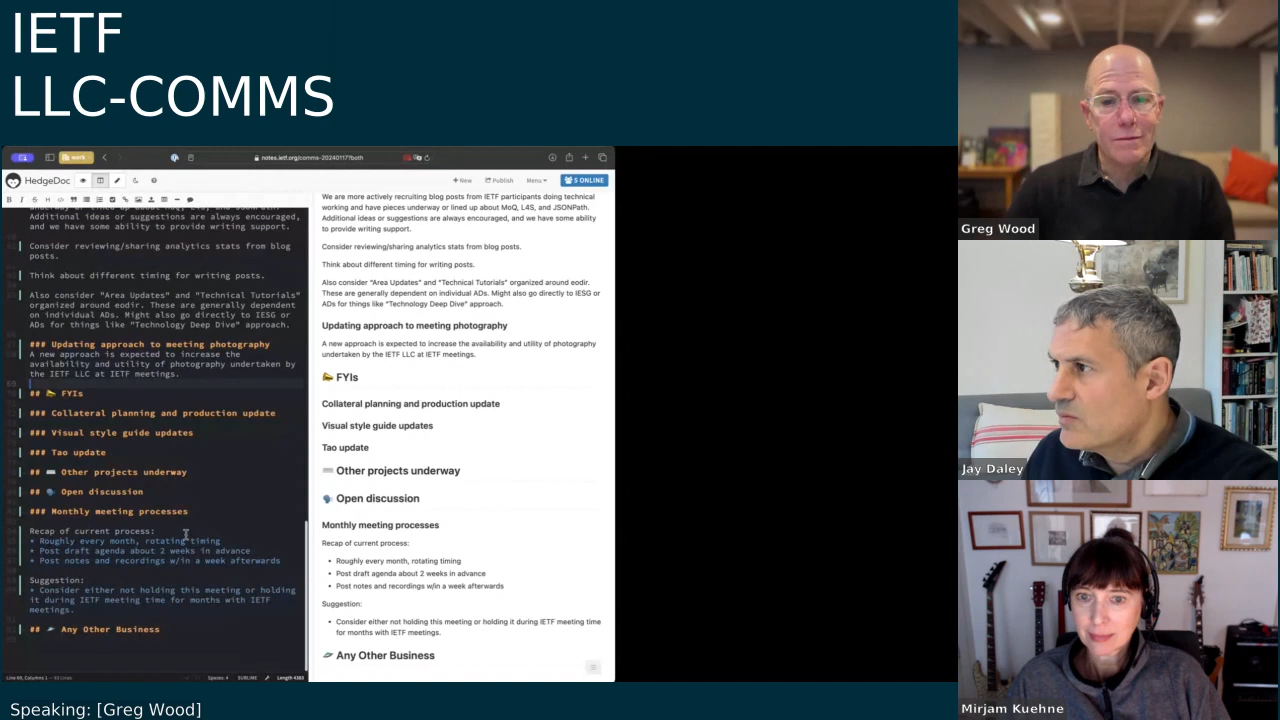 IETF
LLC-COMMS
work
notes.ietf.org/comms-20240117?both
HedgeDoc
+ New
Publish
Menu
5 ONLINE
Additional ideas or suggestions are always encouraged,
and we have some ability to provide writing support.
Consider reviewing/sharing analytics stats from blog
posts.
Think about different timing for writing posts.
Also consider "Area Updates" and "Technical Tutorials"
organized around eodir. These are generally dependent
on individual ADs. Might also go directly to IESG or
ADs for things like "Technology Deep Dive" approach.
### Updating approach to meeting photography
A new approach is expected to increase the
availability and utility of photography undertaken by
the IETF LLC at IETF meetings.
69
## FYIs
### Collateral planning and production update
### Visual style guide updates
### Tao update
## Other projects underway
## Open discussion
### Monthly meeting processes
Recap of current process:
* Roughly every month, rotating timing
* Post draft agenda about 2 weeks in advance
* Post notes and recordings w/in a week afterwards
Suggestion:
* Consider either not holding this meeting or holding
it during IETF meeting time for months with IETF
meetings.
## Any Other Business
Line 69, Columns 1 — 93 Lines
Spaces: 4
SUBLIME
Length 4363
We are more actively recruiting blog posts from IETF participants doing technical
working and have pieces underway or lined up about MoQ, L4S, and JSONPath.
Additional ideas or suggestions are always encouraged, and we have some ability
to provide writing support.
Consider reviewing/sharing analytics stats from blog posts.
Think about different timing for writing posts.
Also consider "Area Updates" and "Technical Tutorials" organized around eodir.
These are generally dependent on individual ADs. Might also go directly to IESG or
ADs for things like "Technology Deep Dive" approach.
Updating approach to meeting photography
A new approach is expected to increase the availability and utility of photography
undertaken by the IETF LLC at IETF meetings.
FYIs
Collateral planning and production update
Visual style guide updates
Tao update
Other projects underway
Open discussion
Monthly meeting processes
Recap of current process:
• Roughly every month, rotating timing
• Post draft agenda about 2 weeks in advance
• Post notes and recordings w/in a week afterwards
Suggestion:
• Consider either not holding this meeting or holding it during IETF meeting time
for months with IETF meetings.
Any Other Business
Greg Wood
Jay Daley
Mirjam Kuehne
Speaking: [Greg Wood]